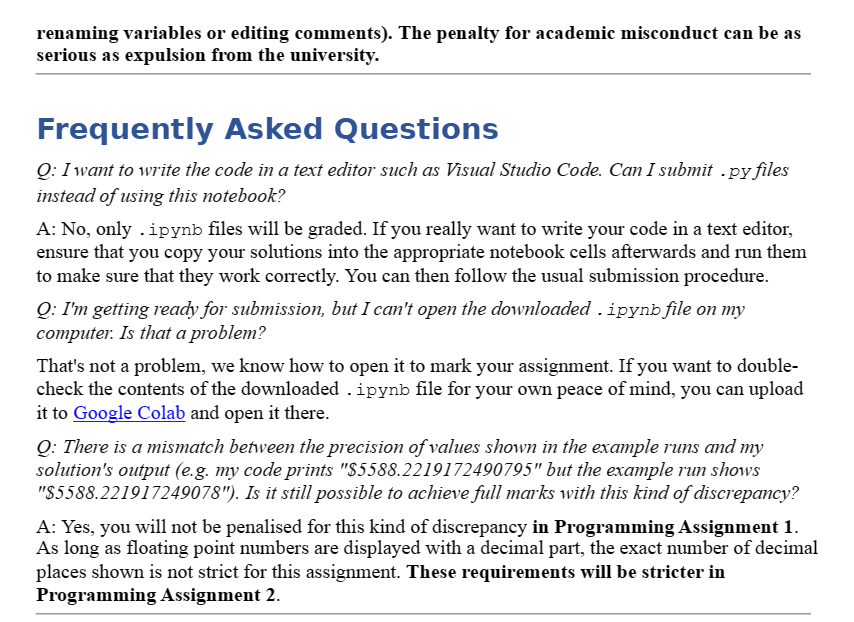 renaming variables or editing comments). The penalty for academic misconduct can be as
serious as expulsion from the university.
Frequently Asked Questions
Q: I want to write the code in a text editor such as Visual Studio Code. Can I submit .py files
instead of using this notebook?
A: No, only .ipynb files will be graded. If you really want to write your code in a text editor,
ensure that you copy your solutions into the appropriate notebook cells afterwards and run them
to make sure that they work correctly. You can then follow the usual submission procedure.
Q: I'm getting ready for submission, but I can't open the downloaded .ipynb file on my
computer. Is that a problem?
That's not a problem, we know how to open it to mark your assignment. If you want to double-
check the contents of the downloaded .ipynb file for your own peace of mind, you can upload
it to Google Colab and open it there.
Q: There is a mismatch between the precision of values shown in the example runs and my
solution's output (e.g. my code prints "$5588.2219172490795" but the example run shows
"$5588.221917249078"). Is it still possible to achieve full marks with this kind of discrepancy?
A: Yes, you will not be penalised for this kind of discrepancy in Programming Assignment 1.
As long as floating point numbers are displayed with a decimal part, the exact number of decimal
places shown is not strict for this assignment. These requirements will be stricter in
Programming Assignment 2.